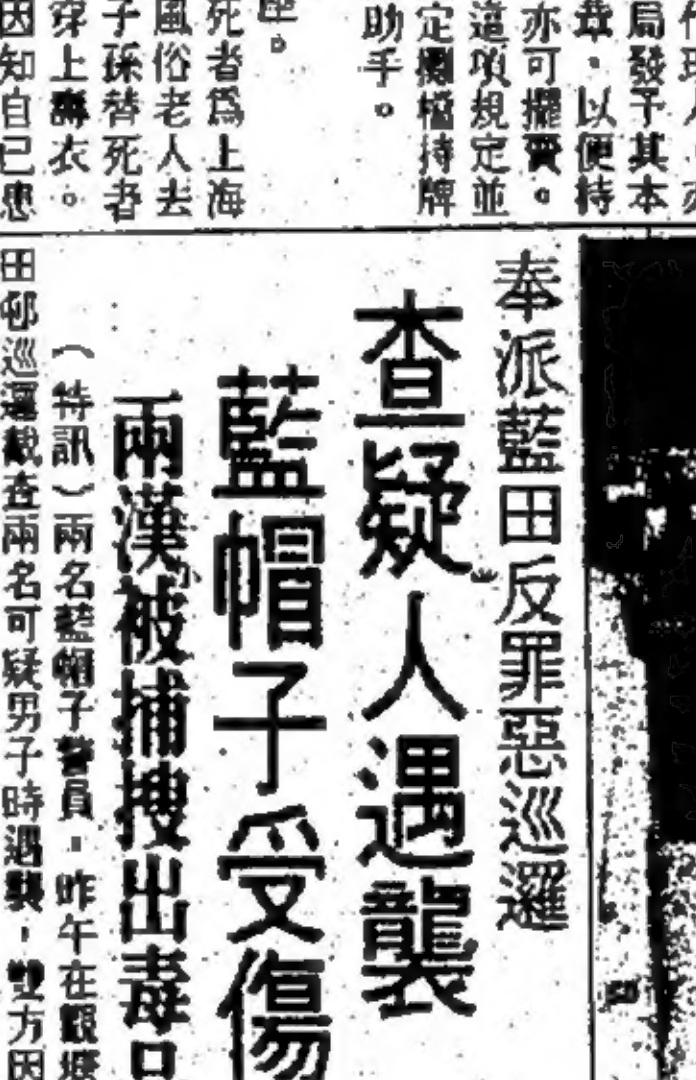 局發予其本
章，以便持
亦可擺賣。
這項規定並
定攤檔持牌
助手。
死者爲上海
風俗老人去
子孫替死者
穿上壽衣。
因知自已患
奉派藍田反罪惡巡邏
查疑人遇襲
藍帽子受傷
兩漢被捕搜出毒
（特訊）兩名藍帽子警員，昨午在觀塘
田邨巡邏截查兩名可疑男子時遇襲，雙方因